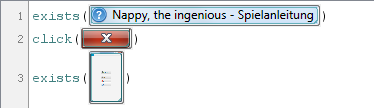 1 exists( Nappy, the ingenious - Spielanleitung )
2 click( )
3 exists( )